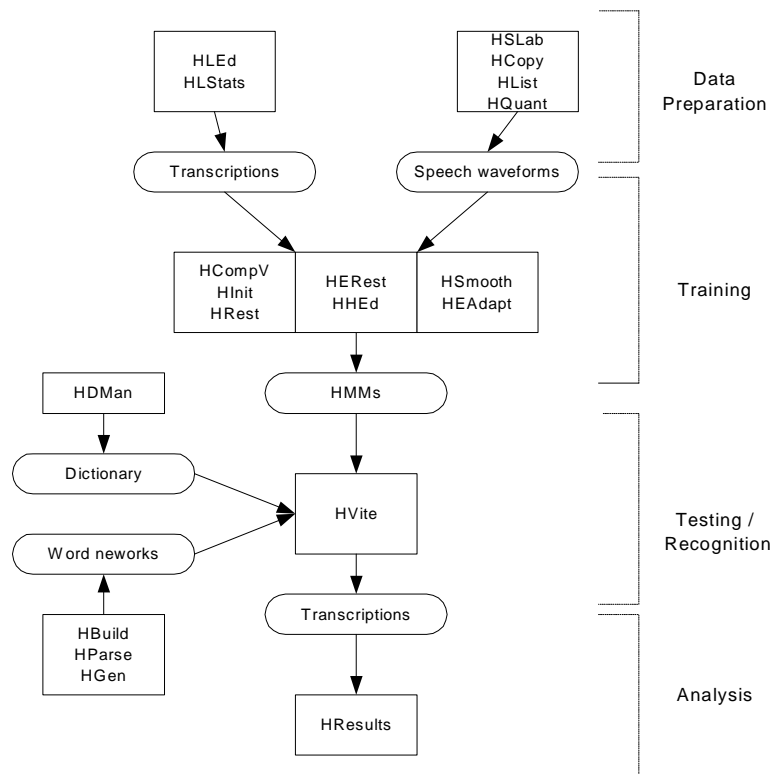 HLEd
HLStats
HSLab
HCopy
HList
HQuant
Data
Preparation
Transcriptions
Speech waveforms
HCompV
HInit
HRest
HERest
HHEd
HSmooth
HEAdapt
Training
HDMan
HMMs
Dictionary
HVite
Testing /
Recognition
Word neworks
Transcriptions
HBuild
HParse
HGen
HResults
Analysis